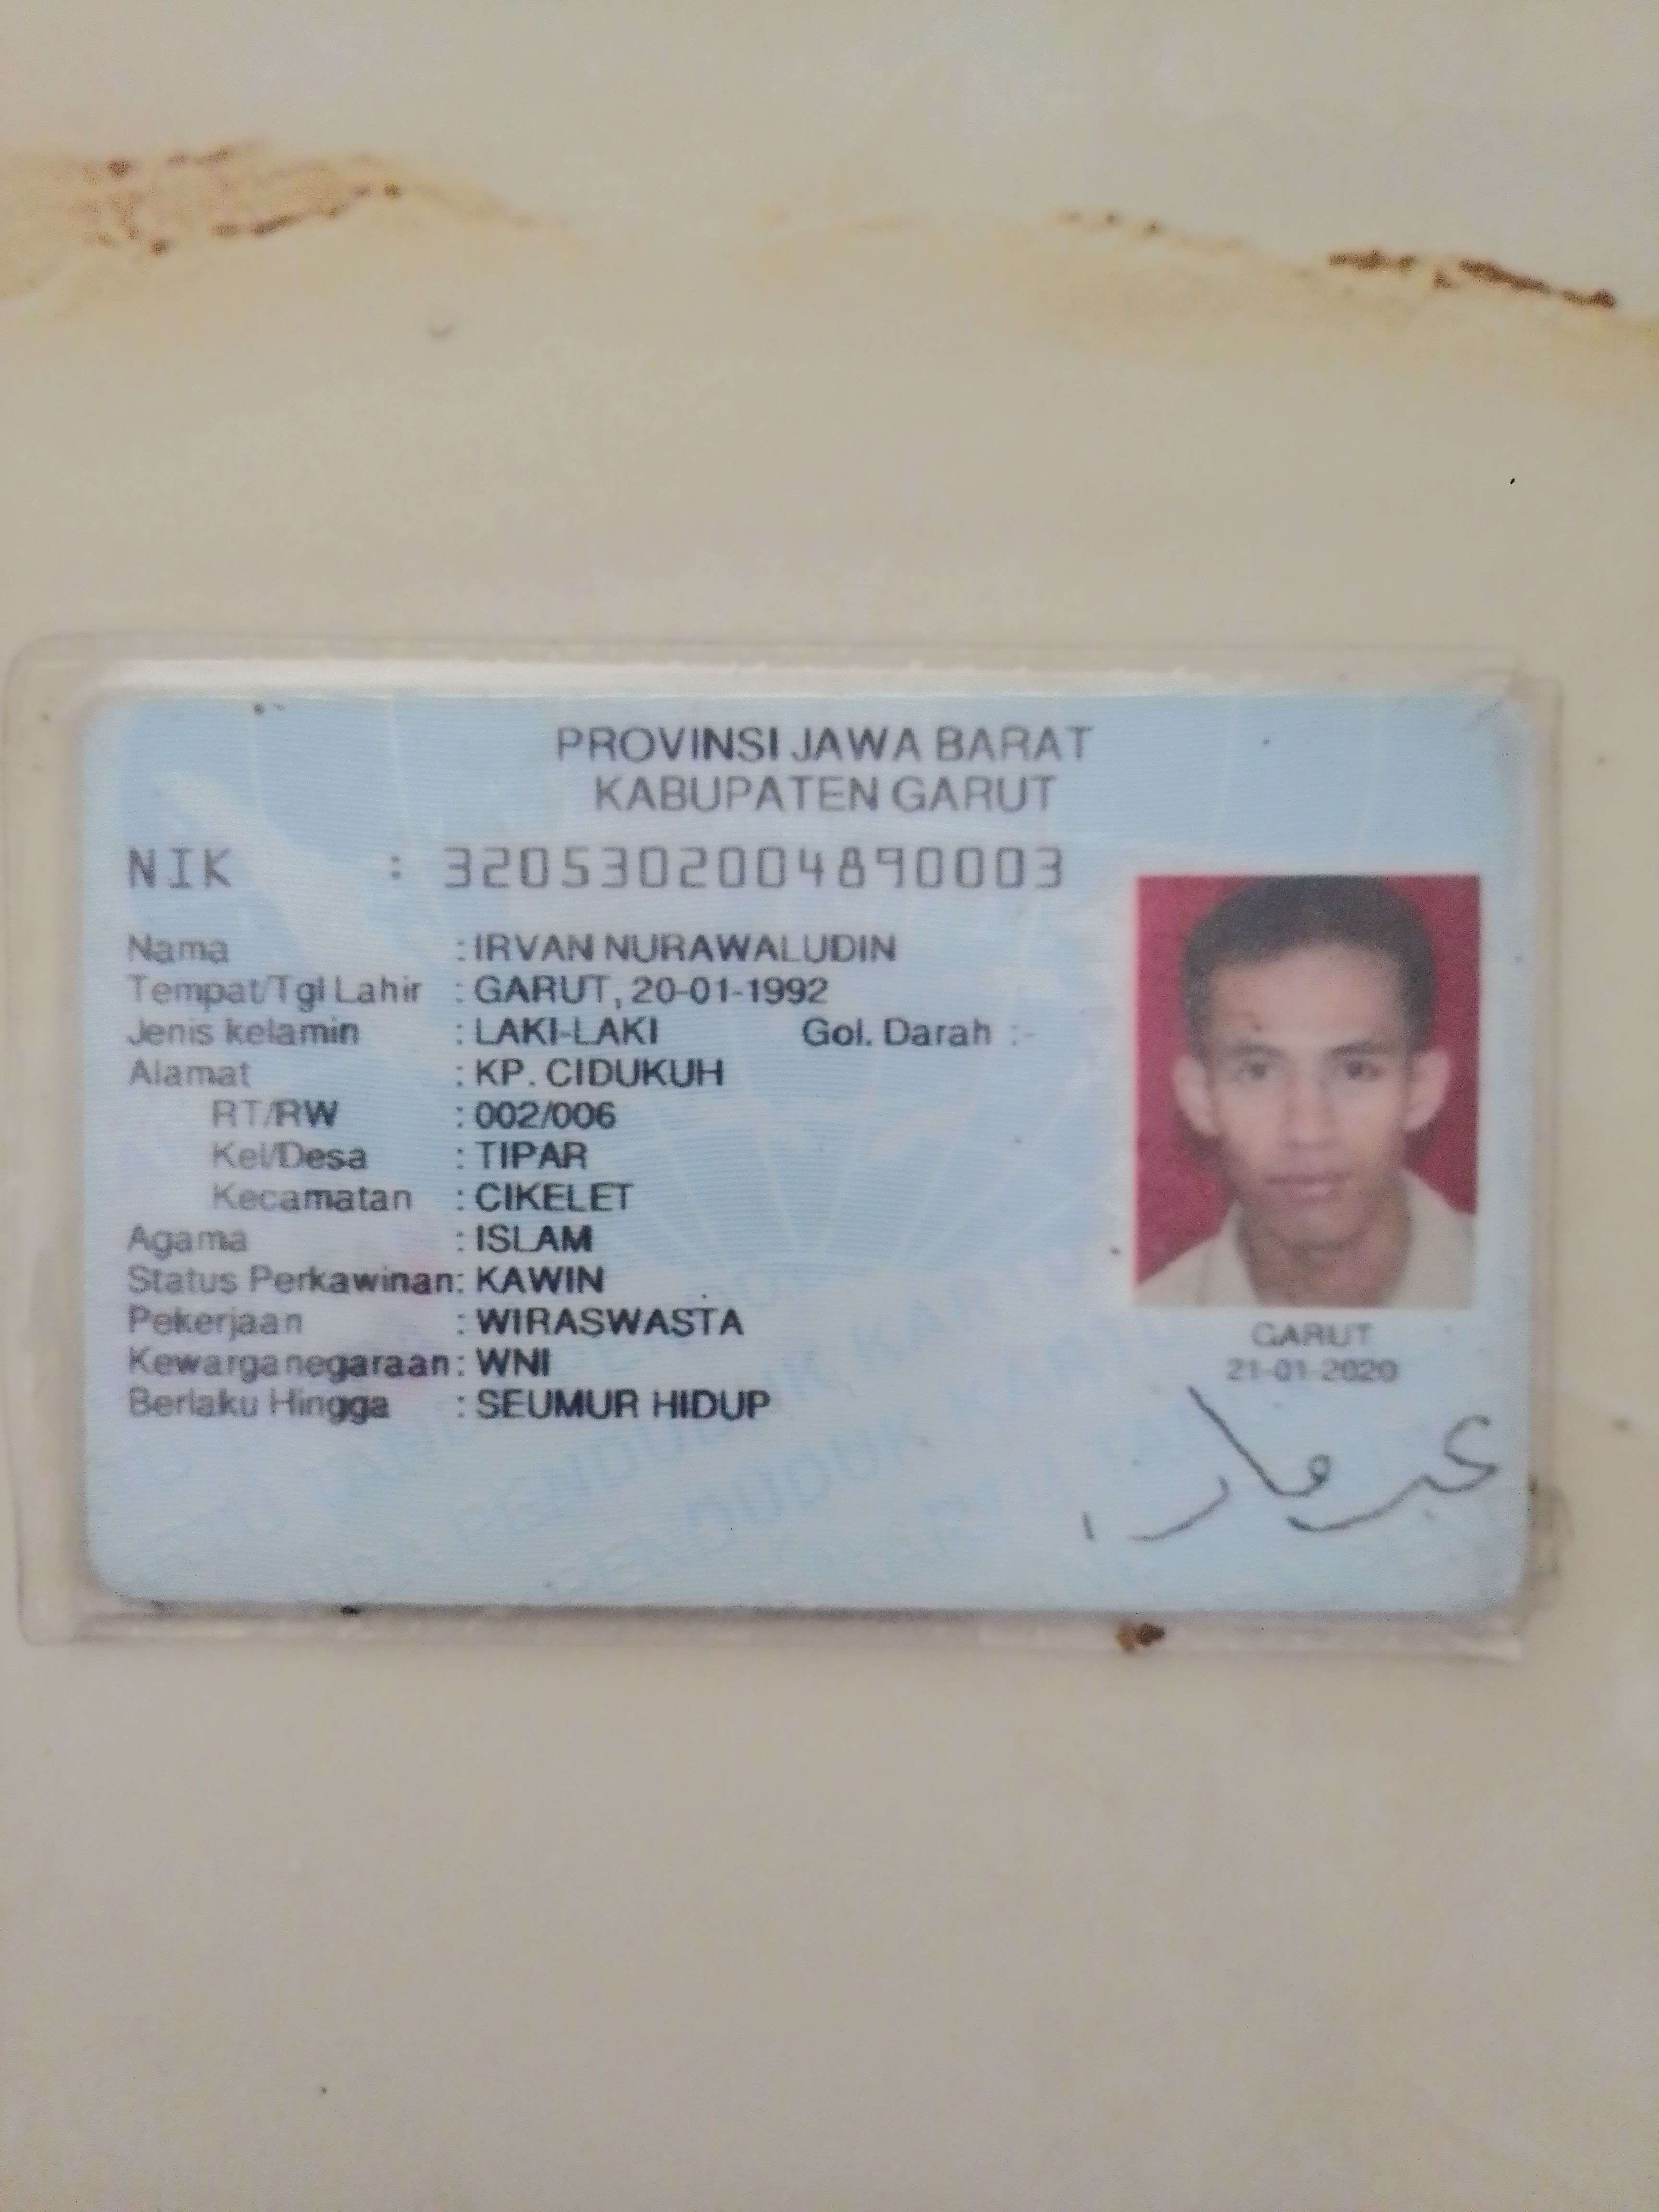 PROVINSI JAWA BARAT
KABUPATEN GARUT
NIK : 3205302004890003
Nama : IRVAN NURAWALUDIN
Tempat/Tgl Lahir : GARUT, 20-01-1992
Jenis kelamin : LAKI-LAKI Gol. Darah :-
Alamat : KP. CIDUKUH
RT/RW : 002/006
Kel/Desa : TIPAR
Kecamatan : CIKELET
Agama : ISLAM
Status Perkawinan: KAWIN
Pekerjaan : WIRASWASTA
Kewarganegaraan: WNI
Berlaku Hingga : SEUMUR HIDUP
GARUT
21-01-2020